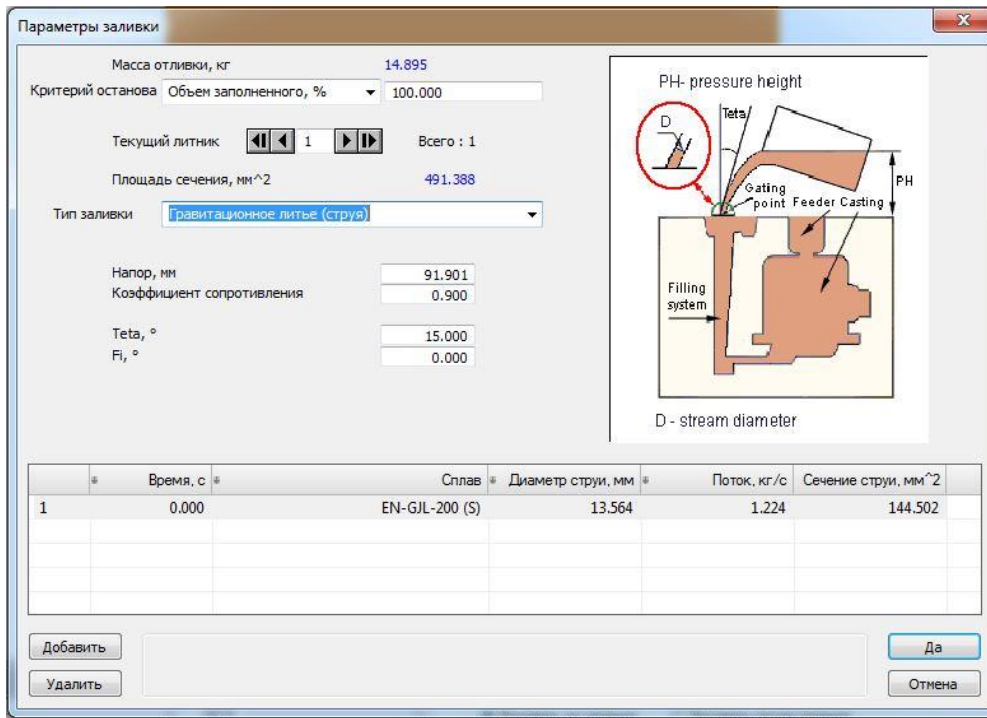 Параметры заливки
Масса отливки, кг 14.895
Критерий останова Объем заполненного, % 100.000
Текущий литник 1 Всего : 1
Площадь сечения, мм^2 491.388
Тип заливки Гравитационное литье (струя)
Напор, мм 91.901
Коэффициент сопротивления 0.900
Teta, ° 15.000
Fi, ° 0.000
PH- pressure height
Teta
D
PH
Gating
point Feeder Casting
Filling
system
D - stream diameter
Время, с Сплав Диаметр струи, мм Поток, кг/с Сечение струи, мм^2
1 0.000 EN-GJL-200 (S) 13.564 1.224 144.502
Добавить Да
Удалить Отмена